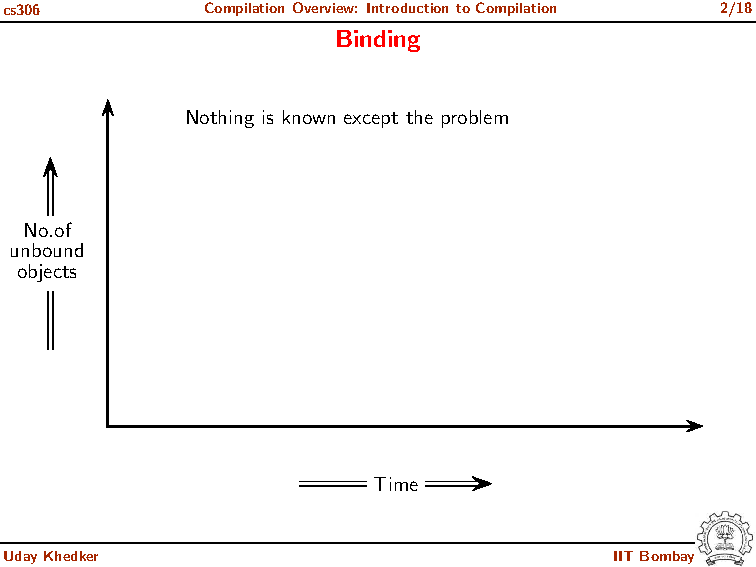 cs306
Compilation Overview: Introduction to Compilation
2/18
Binding
Nothing is known except the problem
No.of
unbound
objects
Time
Uday Khedker
IIT Bombay